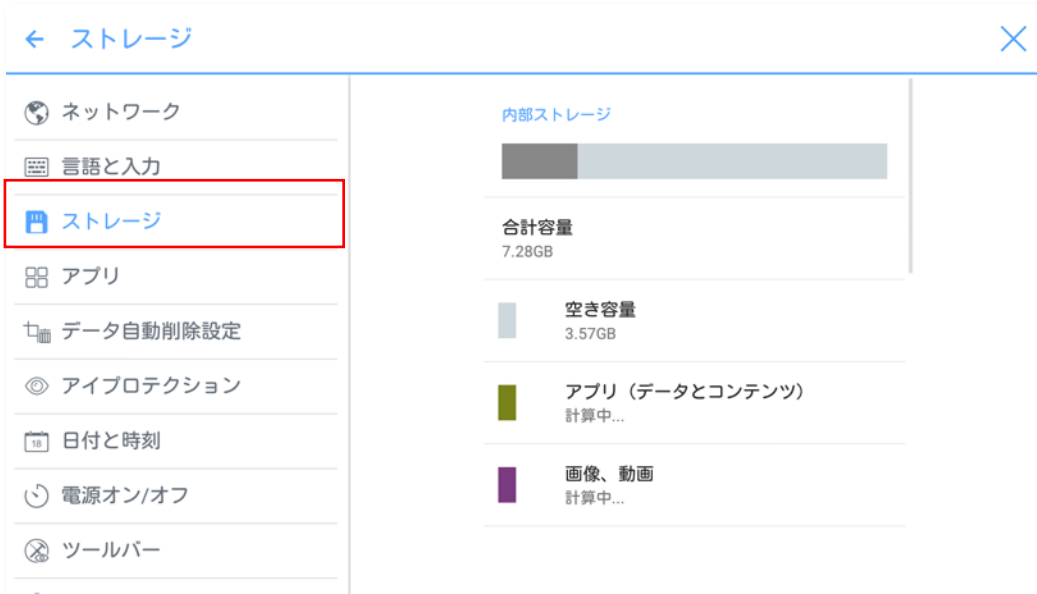 ストレージ
ネットワーク
言語と入力
ストレージ
アプリ
データ自動削除設定
アイプロテクション
18
日付と時刻
電源オン/オフ
ツールバー
内部ストレージ
合計容量
7.28GB
空き容量
3.57GB
アプリ（データとコンテンツ）
計算中...
画像、動画
計算中...